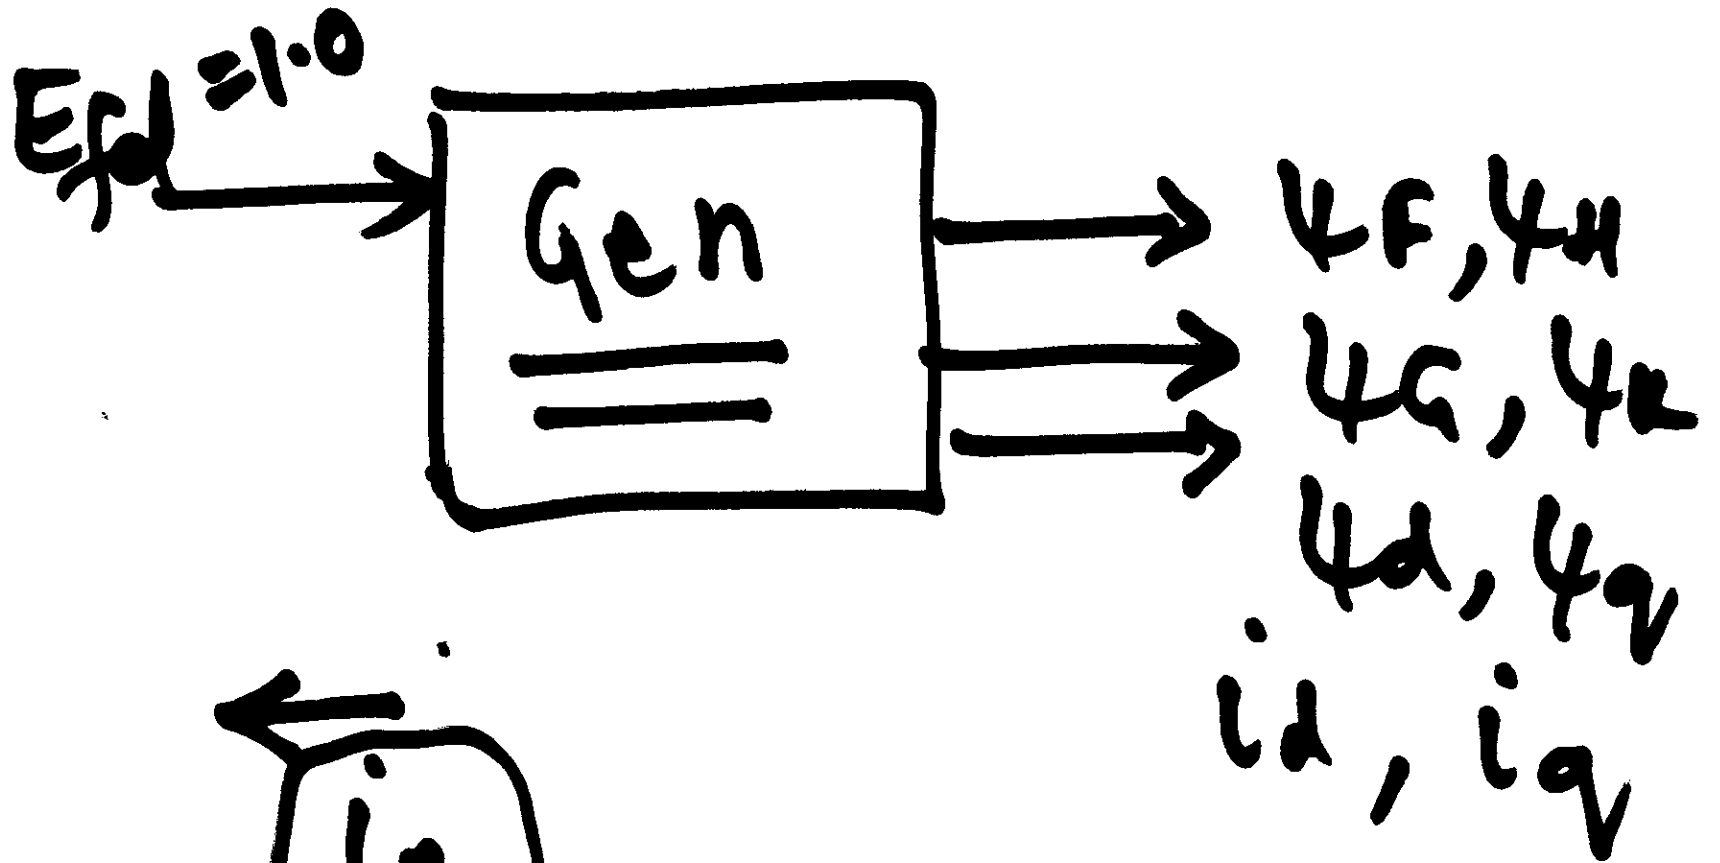 Efd =1.0
Gen
ΨF, ΨH
ΨG, ΨK
Ψd, Ψq
id, iq